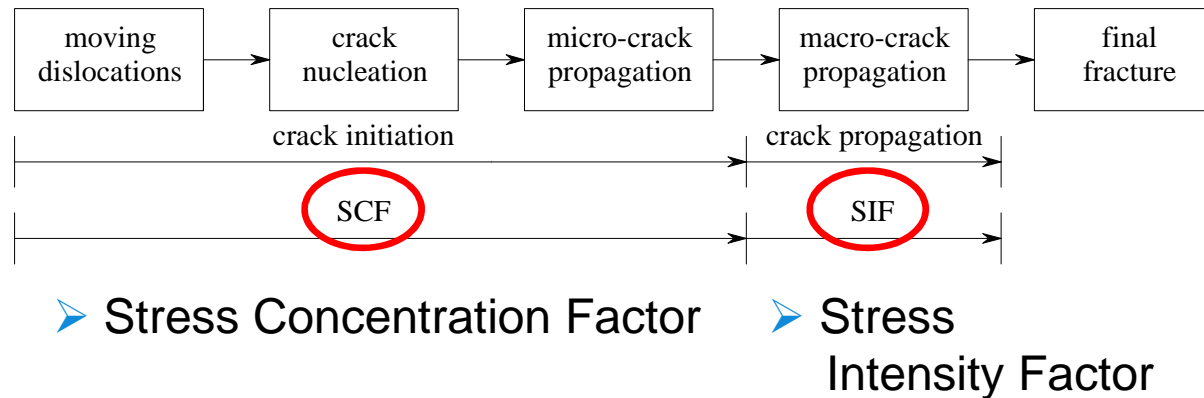 moving
dislocations
crack
nucleation
micro-crack
propagation
macro-crack
propagation
final
fracture
crack initiation
crack propagation
SCF
SIF
➤ Stress Concentration Factor
➤ Stress
Intensity Factor